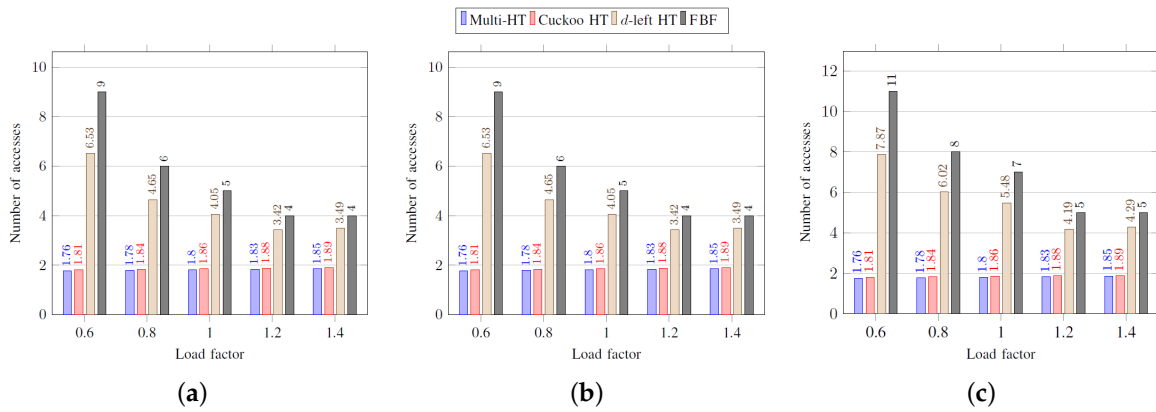 Multi-HT Cuckoo HT d-left HT FBF
Number of accesses
10
8
6
4
2
0
1.76 1.81 6.53 9
1.78 1.84 4.65 6
1.8 1.86 4.05 5
1.83 1.88 3.42 4
1.85 1.89 3.49 4
0.6 0.8 1 1.2 1.4
Load factor
(a)
Number of accesses
10
8
6
4
2
0
1.76 1.81 6.53 9
1.78 1.84 4.65 6
1.8 1.86 4.05 5
1.83 1.88 3.42 4
1.85 1.89 3.49 4
0.6 0.8 1 1.2 1.4
Load factor
(b)
Number of accesses
12
10
8
6
4
2
0
1.76 1.81 7.87 11
1.78 1.84 6.02 8
1.8 1.86 5.48 7
1.83 1.88 4.19 5
1.85 1.89 4.29 5
0.6 0.8 1 1.2 1.4
Load factor
(c)